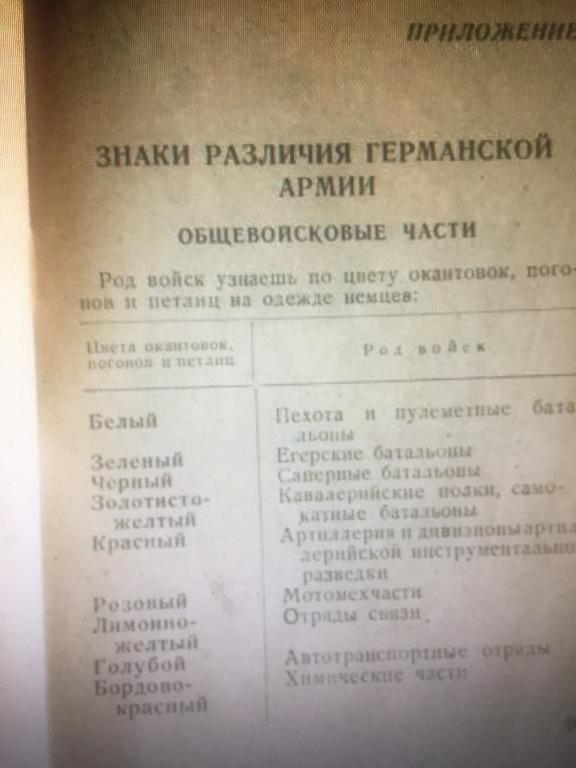 ПРИЛОЖЕНИЕ
ЗНАКИ РАЗЛИЧИЯ ГЕРМАНСКОЙ
АРМИИ
ОБЩЕВОЙСКОВЫЕ ЧАСТИ
Род войск узнаешь по цвету окантовок, пого-
нов и петлиц на одежде немцев:
Цвета окантовок,
погонов и петлиц
Род войск
Белый
Пехота и пулеметные бата
льоны
Зеленый
Егерские батальоны
Черный
Саперные батальоны
Золотисто-
желтый
Кавалерийские полки, само-
катные батальоны
Красный
Артиллерия и дивизионы артил
лерийской инструментально
разведки
Розовый
Мотомехчасти
Лимонно-
желтый
Отряды связи
Голубой
Автотранспортные отряды
Бордово-
красный
Химические части